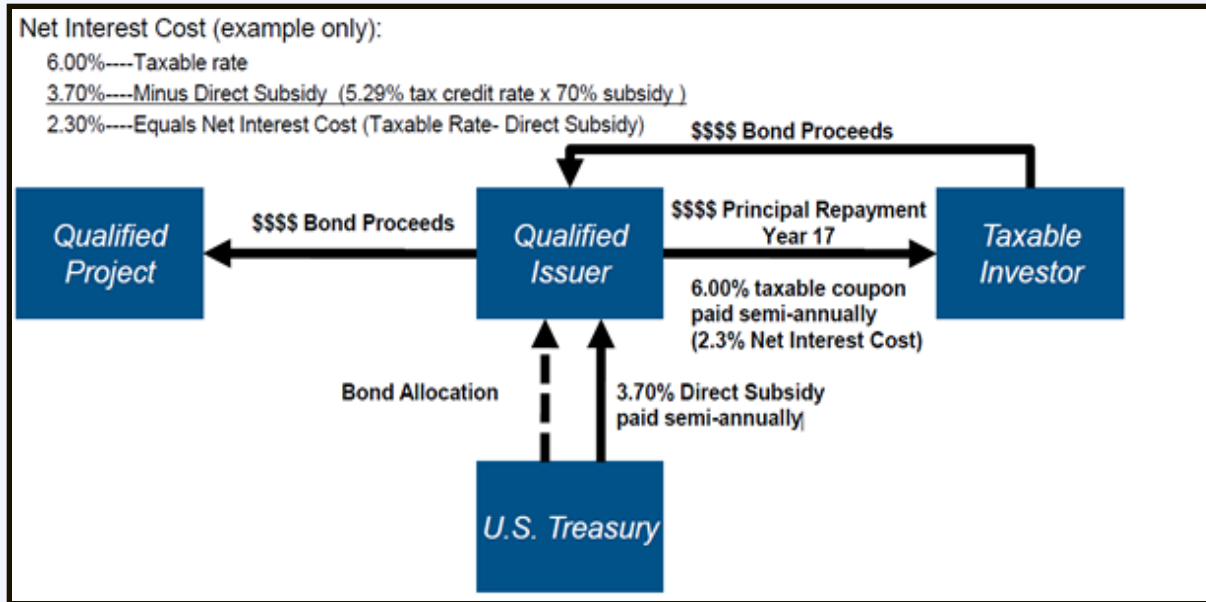 Net Interest Cost (example only):
6.00%----Taxable rate
3.70%----Minus Direct Subsidy (5.29% tax credit rate x 70% subsidy )
2.30%----Equals Net Interest Cost (Taxable Rate- Direct Subsidy)
$$$$ Bond Proceeds
Qualified
Project
$$$$ Bond Proceeds
Qualified
Issuer
$$$$ Principal Repayment
Year 17
6.00% taxable coupon
paid semi-annually
(2.3% Net Interest Cost)
Taxable
Investor
Bond Allocation
3.70% Direct Subsidy
paid semi-annually
U.S. Treasury